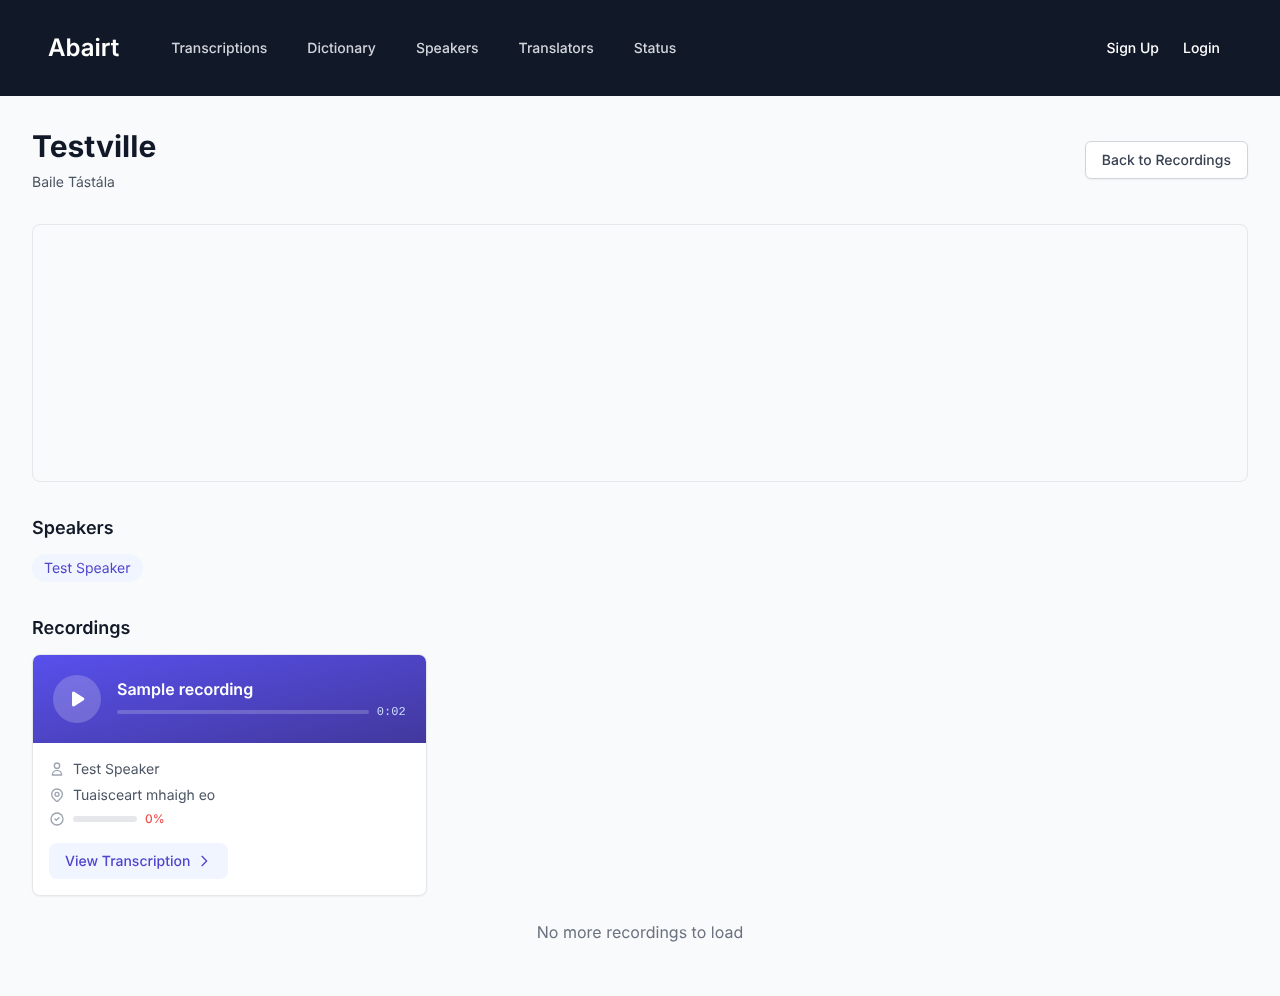 Abairt
Transcriptions
Dictionary
Speakers
Translators
Status
Sign Up
Login
Testville
Baile Tástála
Back to Recordings
Speakers
Test Speaker
Recordings
Sample recording
0:02
Test Speaker
Tuaisceart mhaigh eo
0%
View Transcription
No more recordings to load